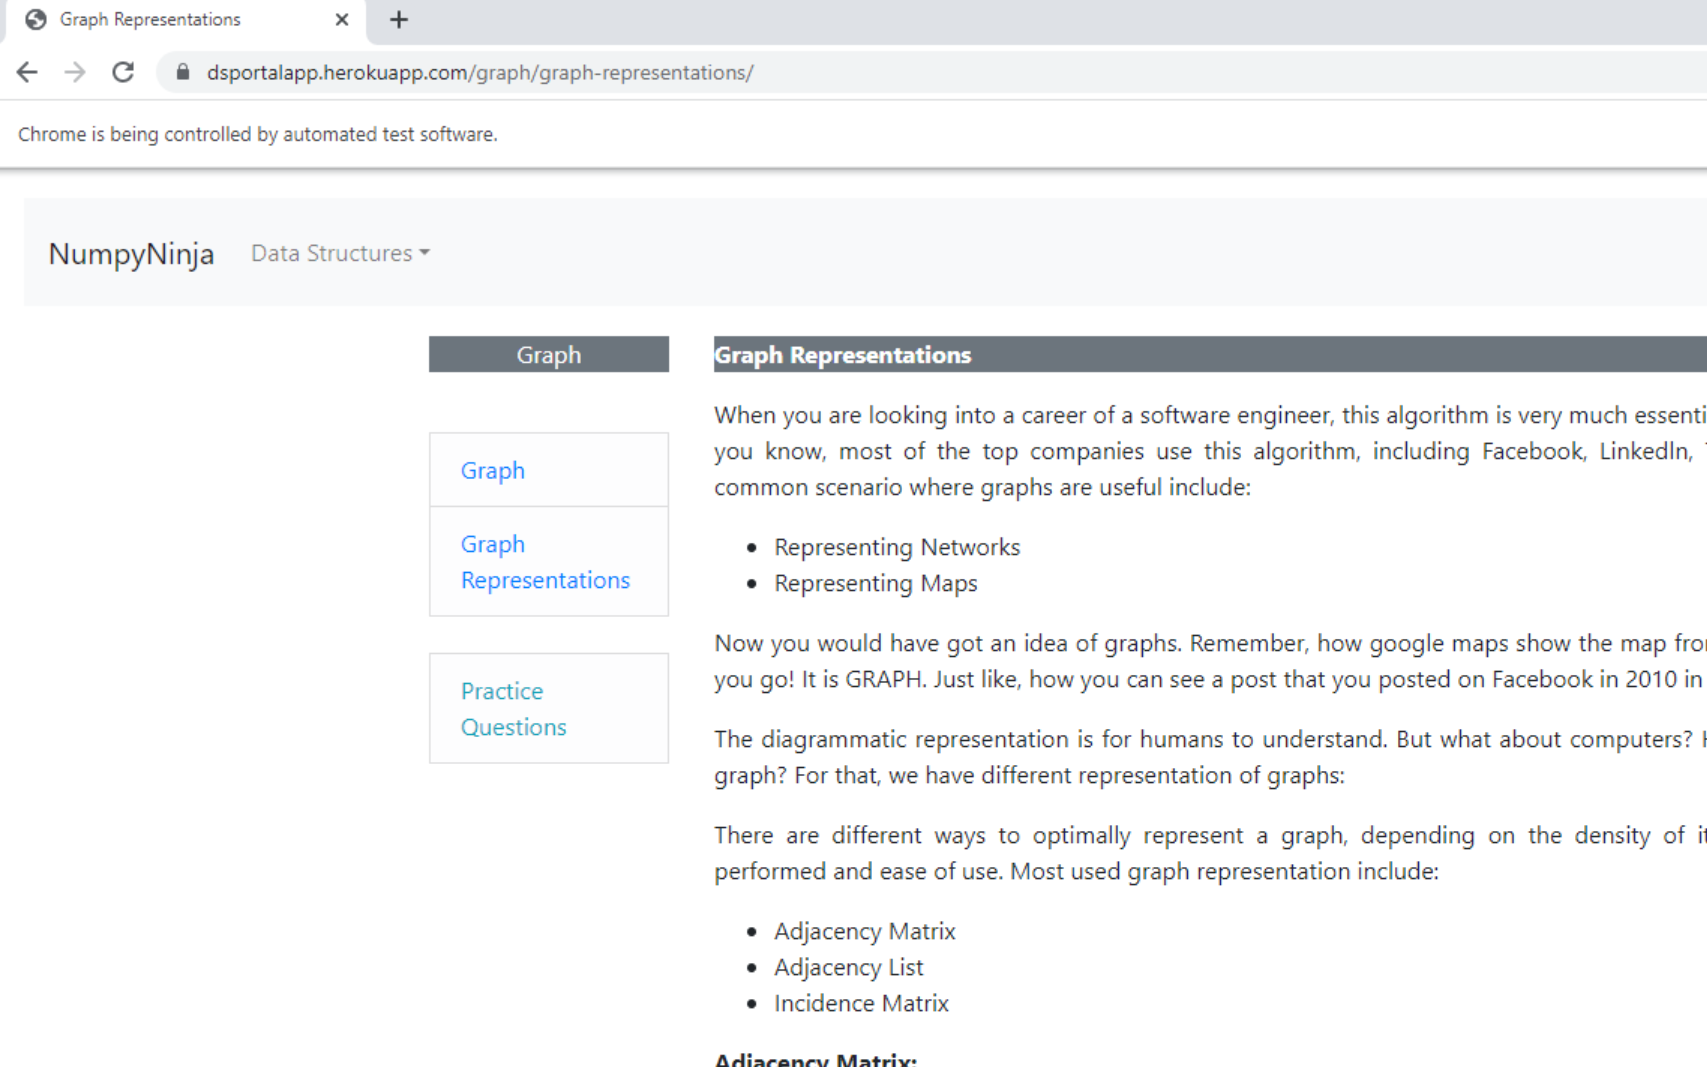 Graph Representations
dsportalapp.herokuapp.com/graph/graph-representations/
Chrome is being controlled by automated test software.
NumpyNinja Data Structures
Graph
Graph
Graph
Representations
Practice
Questions
Graph Representations
When you are looking into a career of a software engineer, this algorithm is very much
you know, most of the top companies use this algorithm, including Facebook, LinkedIn,
common scenario where graphs are useful include:
• Representing Networks
• Representing Maps
Now you would have got an idea of graphs. Remember, how google maps show the map
you go! It is GRAPH. Just like, how you can see a post that you posted on Facebook in 2010 in
The diagrammatic representation is for humans to understand. But what about computers?
graph? For that, we have different representation of graphs:
There are different ways to optimally represent a graph, depending on the density of
performed and ease of use. Most used graph representation include:
• Adjacency Matrix
• Adjacency List
• Incidence Matrix
Adjacency Matrix: